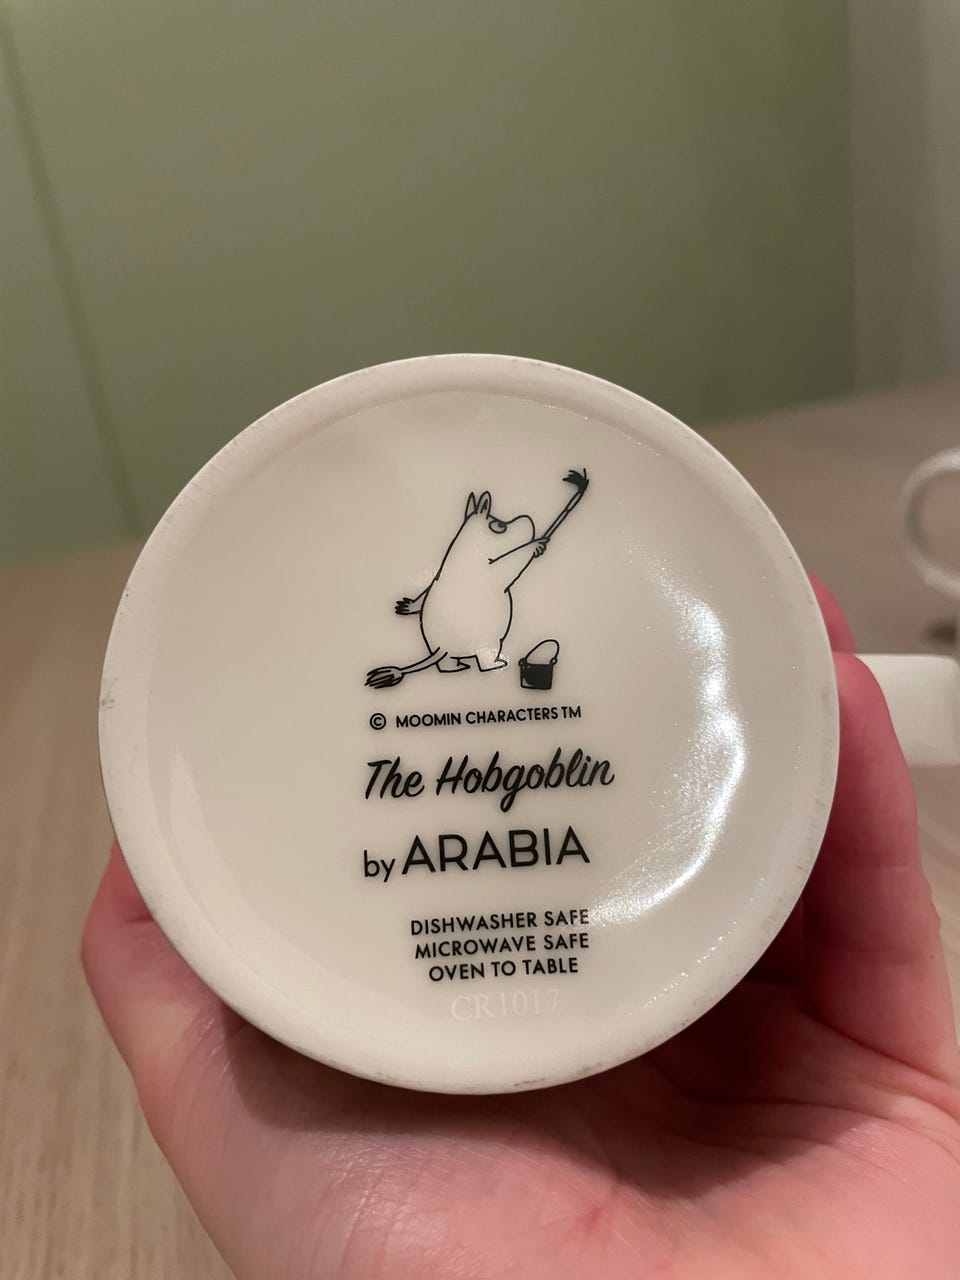 © MOOMIN CHARACTERS TM
The Hobgoblin
by ARABIA
DISHWASHER SAFE
MICROWAVE SAFE
OVEN TO TABLE
CR1017